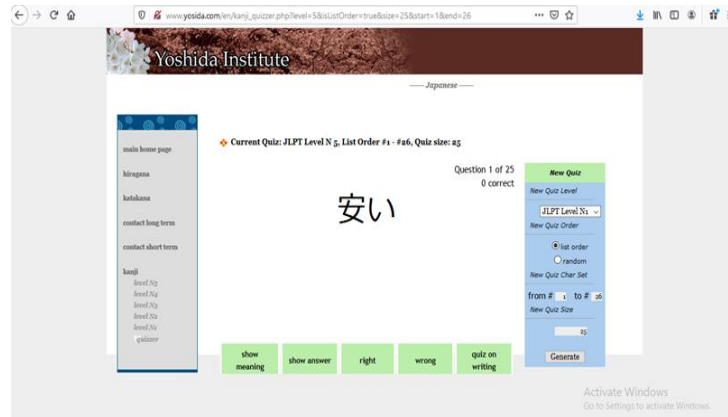 www.yosida.com/en/kanji_quizzer.php?level=5&isListOrder=true&size=25&start=1&end=26
Yoshida Institute
Japanese
main home page
hiragana
katakana
contact long term
contact short term
kanji
level N5
level N4
level N3
level N2
level N1
quizzer
Current Quiz: JLPT Level N 5, List Order #1 - #26, Quiz size: 25
Question 1 of 25
0 correct
安い
show meaning
show answer
right
wrong
quiz on writing
New Quiz
New Quiz Level
JLPT Level N1
New Quiz Order
list order
random
New Quiz Char Set
from # 1 to # 26
New Quiz Size
25
Generate
Activate Windows
Go to Settings to activate Windows.